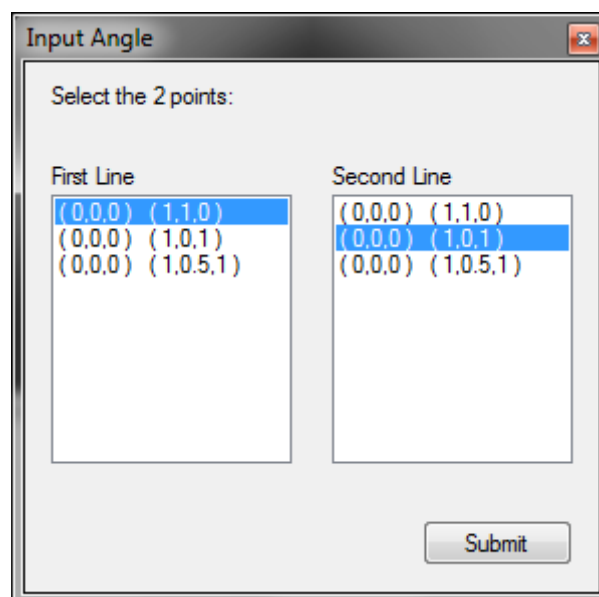 Input Angle
Select the 2 points:
First Line
( 0,0,0 ) ( 1,1,0 )
( 0,0,0 ) ( 1,0,1 )
( 0,0,0 ) ( 1,0.5,1 )
Second Line
( 0,0,0 ) ( 1,1,0 )
( 0,0,0 ) ( 1,0,1 )
( 0,0,0 ) ( 1,0.5,1 )
Submit